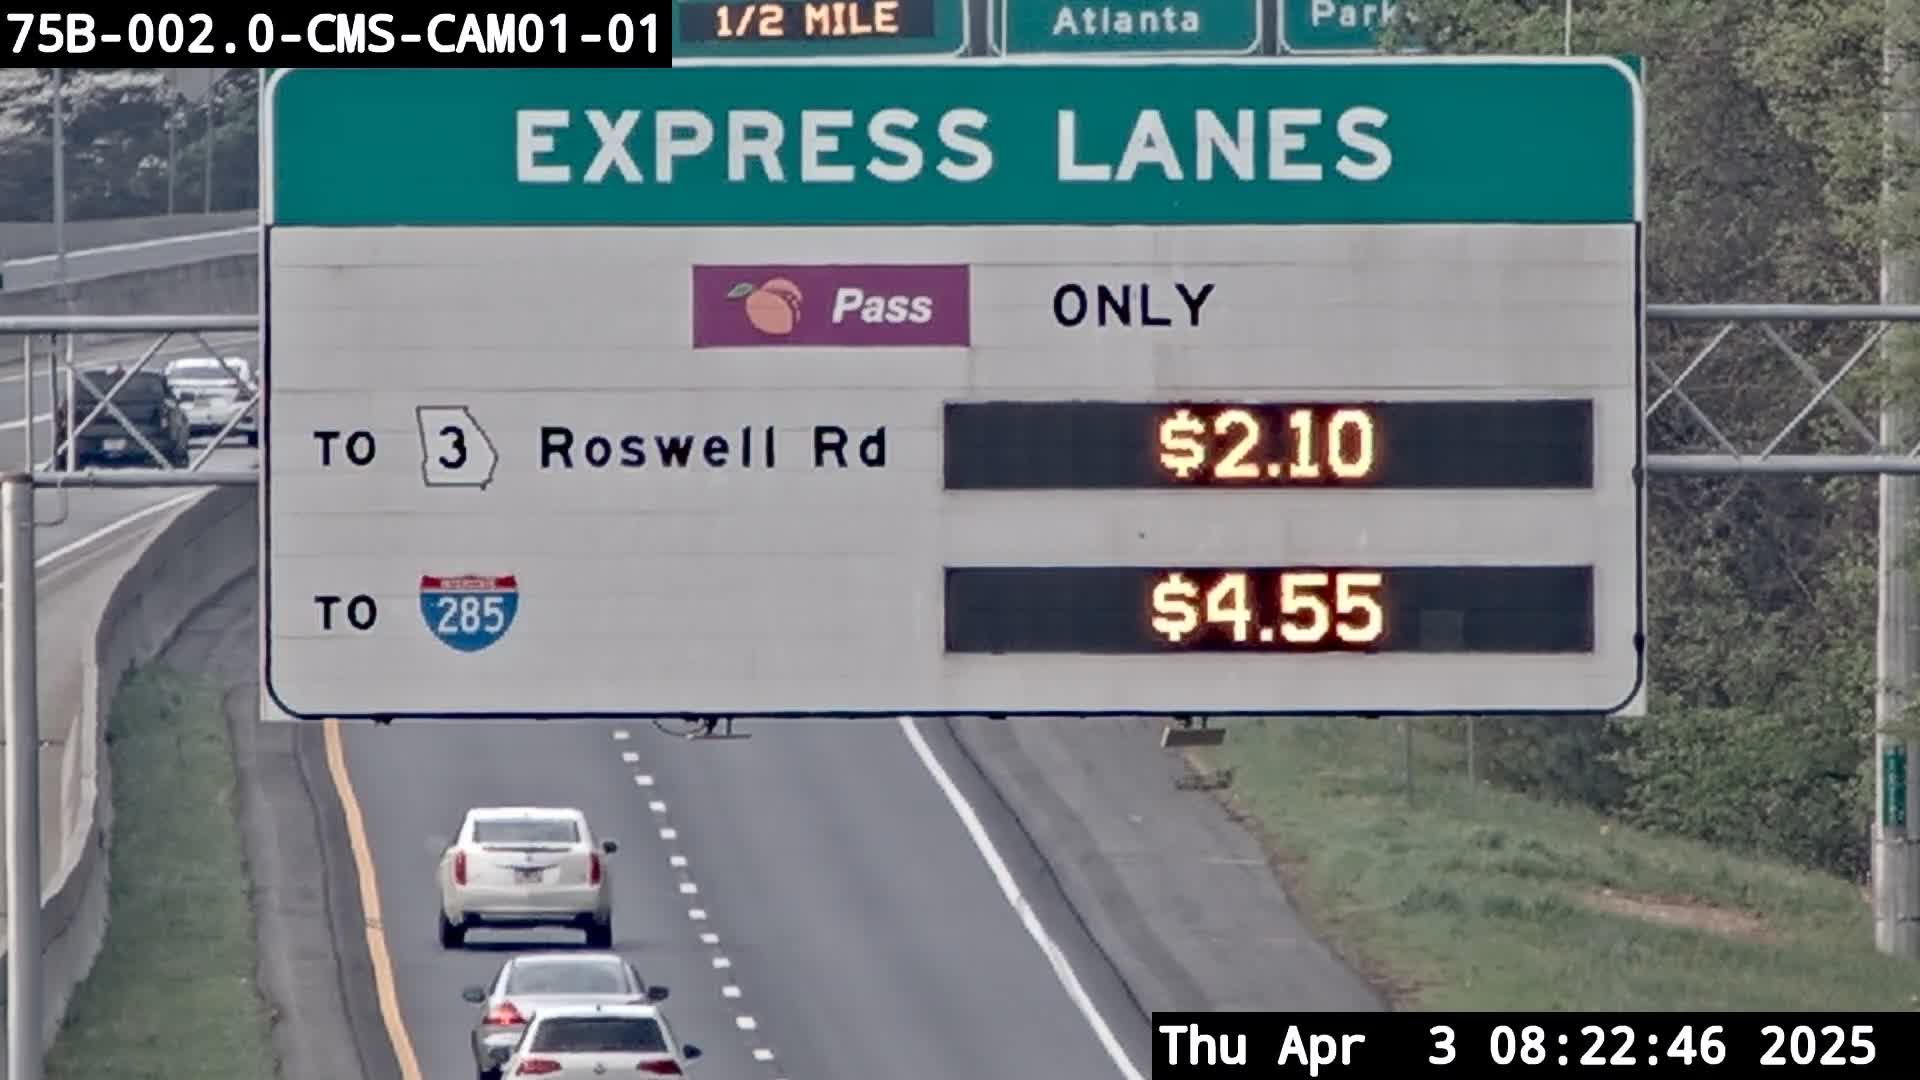 75B-002.0-CMS-CAM01-01
1/2 MILE
Atlanta
Park
EXPRESS LANES
Pass ONLY
TO 3 Roswell Rd $2.10
TO 285 $4.55
Thu Apr 3 08:22:46 2025